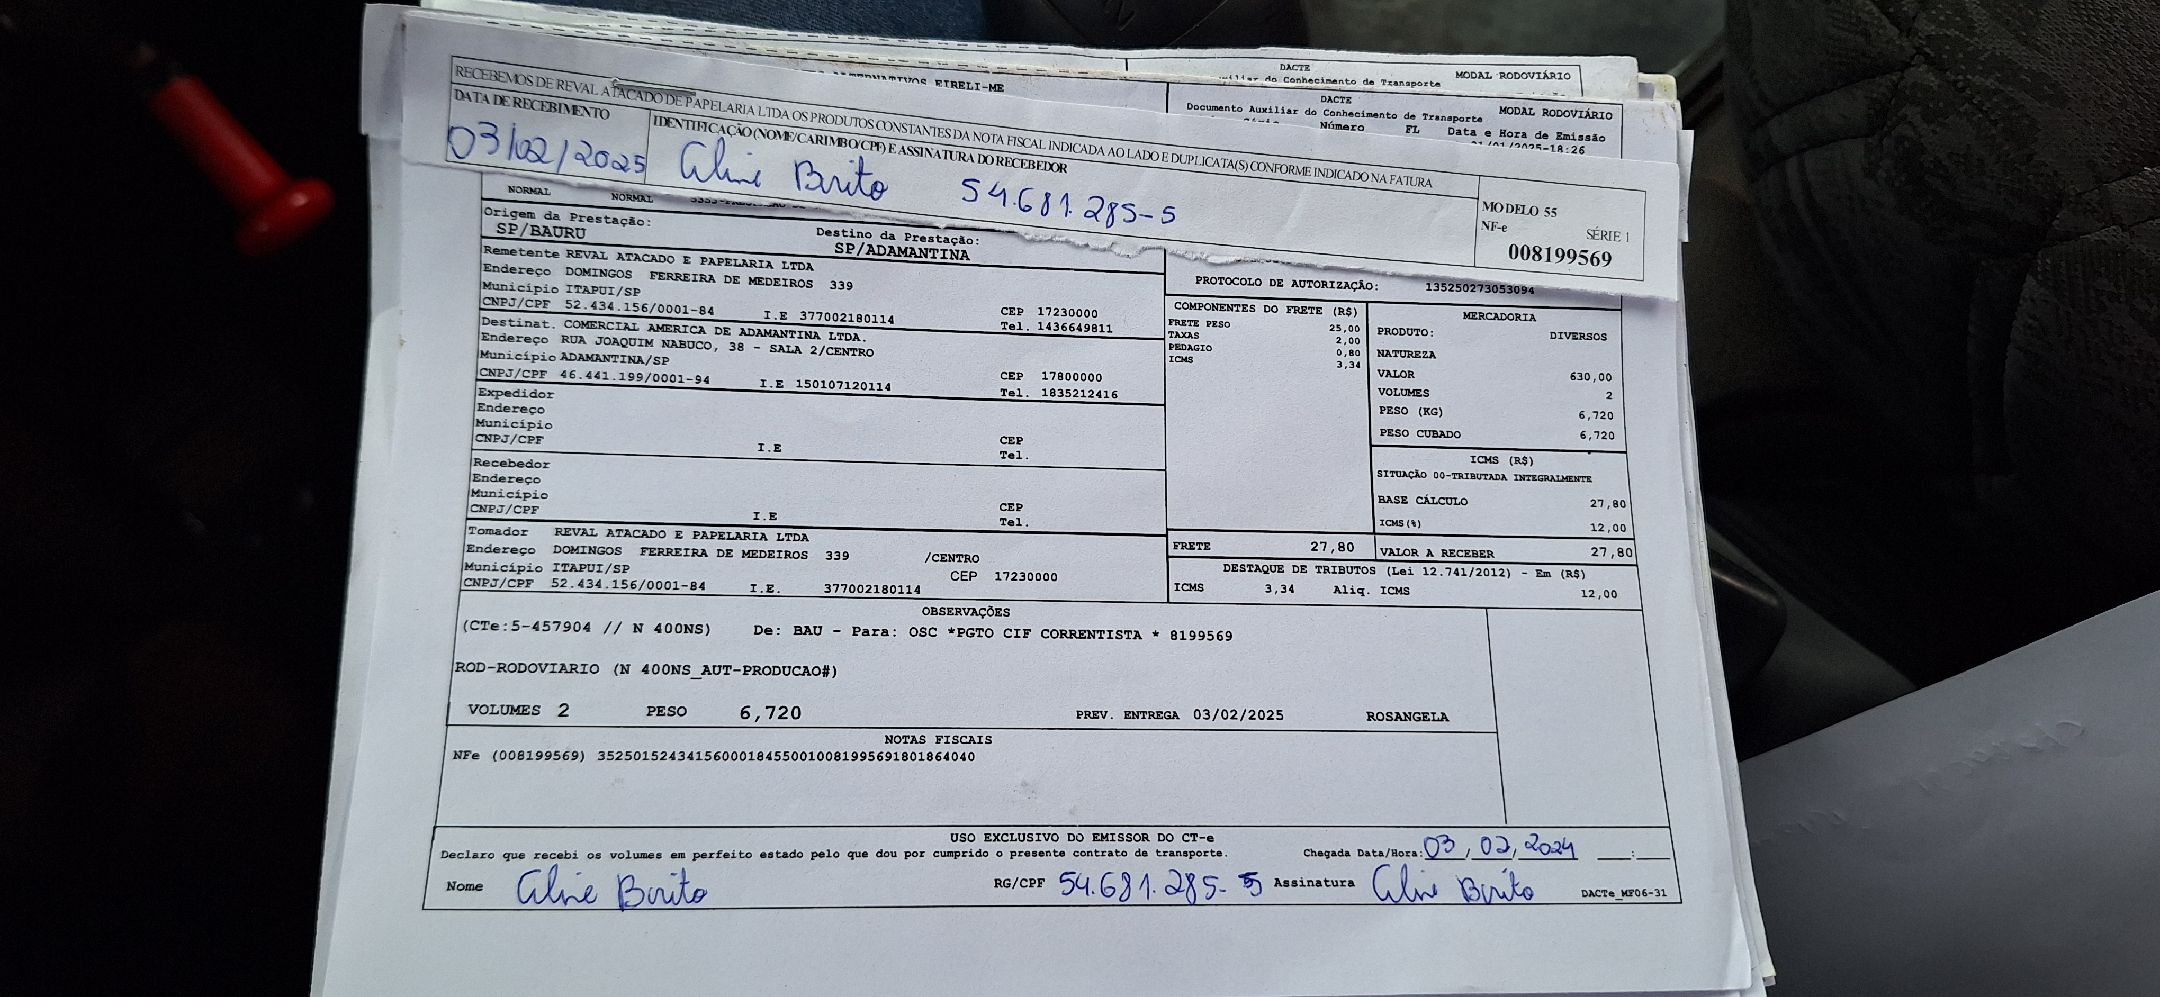 DACTE
do Conhecimento de Transporte
MODAL RODOVIÁRIO
EIRELI-ME
DACTE
MODAL RODOVIÁRIO
Documento Auxiliar do Conhecimento de Transporte
Número FL Data e Hora de Emissão
/01/2025-18:26
RECEBEMOS DE REVAL ATACADO DE PAPELARIA LTDA OS PRODUTOS CONSTANTES DA NOTA FISCAL INDICADA AO LADO E DUPLICATA(S) CONFORME INDICADO NA FATURA
DATA DE RECEBIMENTO
IDENTIFICAÇÃO (NOME/CARIMBO/CPF) E ASSINATURA DO RECEBEDOR
03/02/2025 Aline Brito 54.681.285-5
MODELO 55
NF-e SÉRIE 1
008199569
NORMAL NORMAL
Origem da Prestação:
SP/BAURU
Destino da Prestação:
SP/ADAMANTINA
Remetente REVAL ATACADO E PAPELARIA LTDA
Endereço DOMINGOS FERREIRA DE MEDEIROS 339
Município ITAPUI/SP CEP 17230000
CNPJ/CPF 52.434.156/0001-84 I.E 377002180114 Tel. 1436649811
Destinat. COMERCIAL AMERICA DE ADAMANTINA LTDA.
Endereço RUA JOAQUIM NABUCO, 38 - SALA 2/CENTRO
Município ADAMANTINA/SP CEP 17800000
CNPJ/CPF 46.441.199/0001-94 I.E 150107120114 Tel. 1835212416
Expedidor
Endereço
Município CEP
CNPJ/CPF I.E Tel.
Recebedor
Endereço
Município CEP
CNPJ/CPF I.E Tel.
Tomador REVAL ATACADO E PAPELARIA LTDA
Endereço DOMINGOS FERREIRA DE MEDEIROS 339 /CENTRO
Município ITAPUI/SP CEP 17230000
CNPJ/CPF 52.434.156/0001-84 I.E. 377002180114
PROTOCOLO DE AUTORIZAÇÃO: 135250273053094
COMPONENTES DO FRETE (R$)
FRETE PESO 25,00
TAXAS 2,00
PEDAGIO 0,80
ICMS 3,34
MERCADORIA
PRODUTO: DIVERSOS
NATUREZA
VALOR 630,00
VOLUMES 2
PESO (KG) 6,720
PESO CUBADO 6,720
ICMS (R$)
SITUAÇÃO 00-TRIBUTADA INTEGRALMENTE
BASE CÁLCULO 27,80
ICMS(%) 12,00
FRETE 27,80 VALOR A RECEBER 27,80
DESTAQUE DE TRIBUTOS (Lei 12.741/2012) - Em (R$)
ICMS 3,34 Aliq. ICMS 12,00
OBSERVAÇÕES
(CTe:5-457904 // N 400NS) De: BAU - Para: OSC *PGTO CIF CORRENTISTA * 8199569
ROD-RODOVIARIO (N 400NS_AUT-PRODUCAO#)
VOLUMES 2 PESO 6,720 PREV. ENTREGA 03/02/2025 ROSANGELA
NOTAS FISCAIS
NFe (008199569) 35250152434156000184550010081995691801864040
USO EXCLUSIVO DO EMISSOR DO CT-e
Declaro que recebi os volumes em perfeito estado pelo que dou por cumprido o presente contrato de transporte. Chegada Data/Hora: 03/02/2024 __:__
Nome Aline Brito RG/CPF 54.681.285-5 Assinatura Aline Brito DACTe_MF06-31